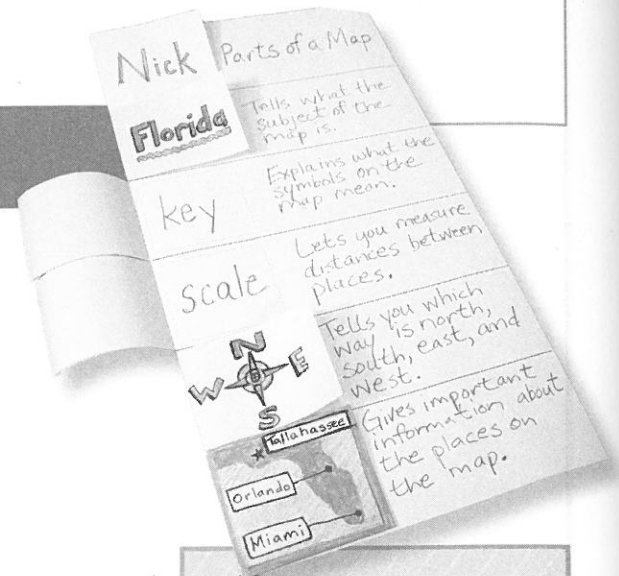 Nick
Parts of a Map
Florida
Tells what the
subject of the
map is.
key
Explains what the
symbols on the
map mean.
scale
Lets you measure
distances between
places.
N
W
E
S
Tells you which
way is north,
south, east, and
west.
Tallahassee
Orlando
Miami
Gives important
information about
the places on
the map.